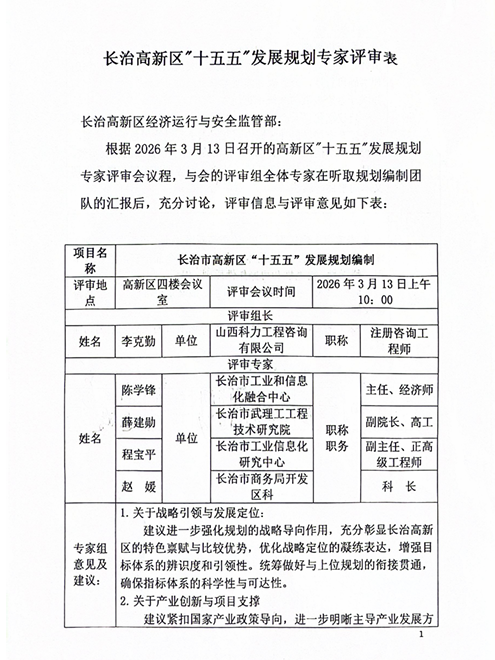 长治高新区"十五五"发展规划专家评审表
长治高新区经济运行与安全监管部：
根据 2026 年 3 月 13 日召开的高新区"十五五"发展规划
专家评审会议程，与会的评审组全体专家在听取规划编制团
队的汇报后，充分讨论，评审信息与评审意见如下表：
项目名称 长治市高新区“十五五”发展规划编制
评审地点 高新区四楼会议室 评审会议时间 2026 年 3 月 13 日上午 10：00
评审组长
姓名 李克勤 单位 山西科力工程咨询有限公司 职称 注册咨询工程师
评审专家
姓名 单位 职称职务
陈学锋 长治市工业和信息化融合中心 主任、经济师
薛建勋 长治市武理工工程技术研究院 副院长、高工
程宝平 长治市工业信息化研究中心 副主任、正高级工程师
赵 媛 长治市商务局开发区科 科 长
专家组意见及建议：
1. 关于战略引领与发展定位：
建议进一步强化规划的战略导向作用，充分彰显长治高新
区的特色禀赋与比较优势，优化战略定位的凝练表达，增强目
标体系的辨识度和引领性。统筹做好与上位规划的衔接贯通，
确保指标体系的科学性与可达性。
2. 关于产业创新与项目支撑
建议紧扣国家产业政策导向，进一步明晰主导产业发展方
1